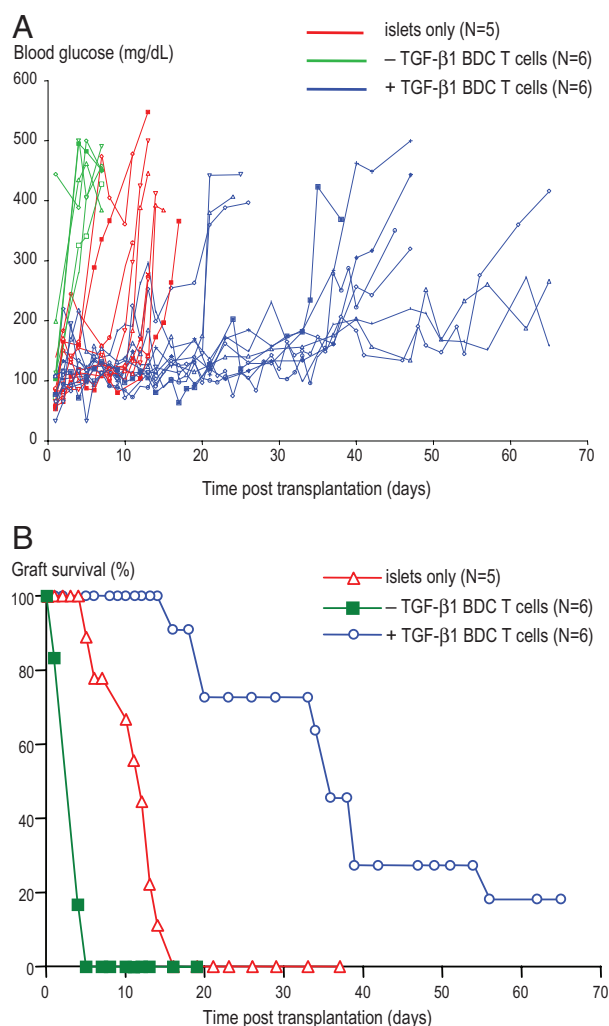 A
Blood glucose (mg/dL)
islets only (N=5)
– TGF-β1 BDC T cells (N=6)
+ TGF-β1 BDC T cells (N=6)
600
500
400
300
200
100
0
0 10 20 30 40 50 60 70
Time post transplantation (days)
B
Graft survival (%)
islets only (N=5)
– TGF-β1 BDC T cells (N=6)
+ TGF-β1 BDC T cells (N=6)
100
80
60
40
20
0
0 10 20 30 40 50 60 70
Time post transplantation (days)